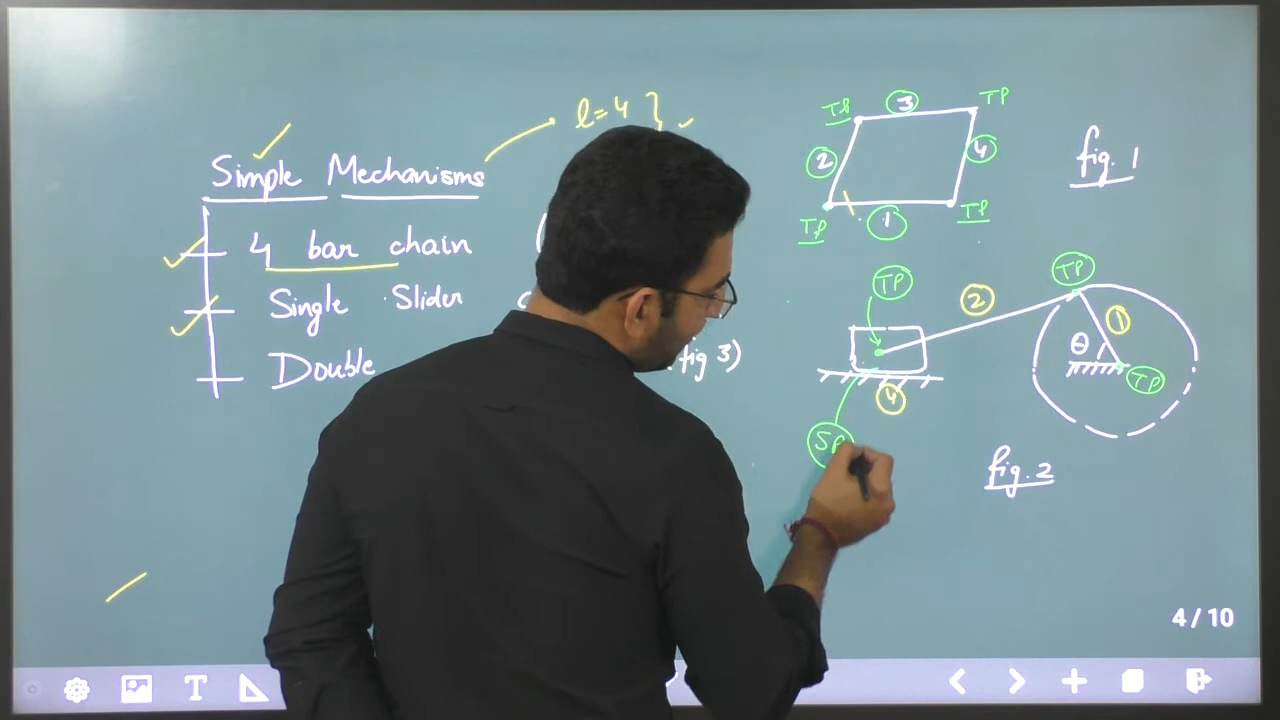 l=4 }
Simple Mechanisms
4 bar chain
Single Slider
Double
fig 3)
TP
3
TP
2
4
TP
1
TP
fig. 1
TP
TP
2
1
θ
TP
4
SP
fig. 2
4/10
T